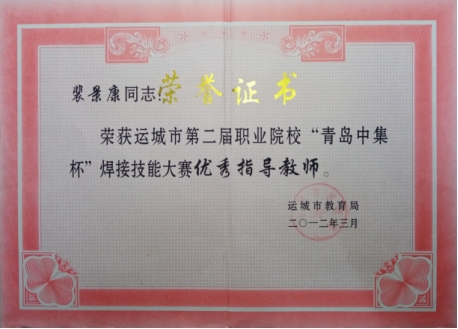 荣誉证书
裴景康同志:
荣获运城市第二届职业院校“青岛中集
杯”焊接技能大赛优秀指导教师。
运城市教育局
二〇一二年三月